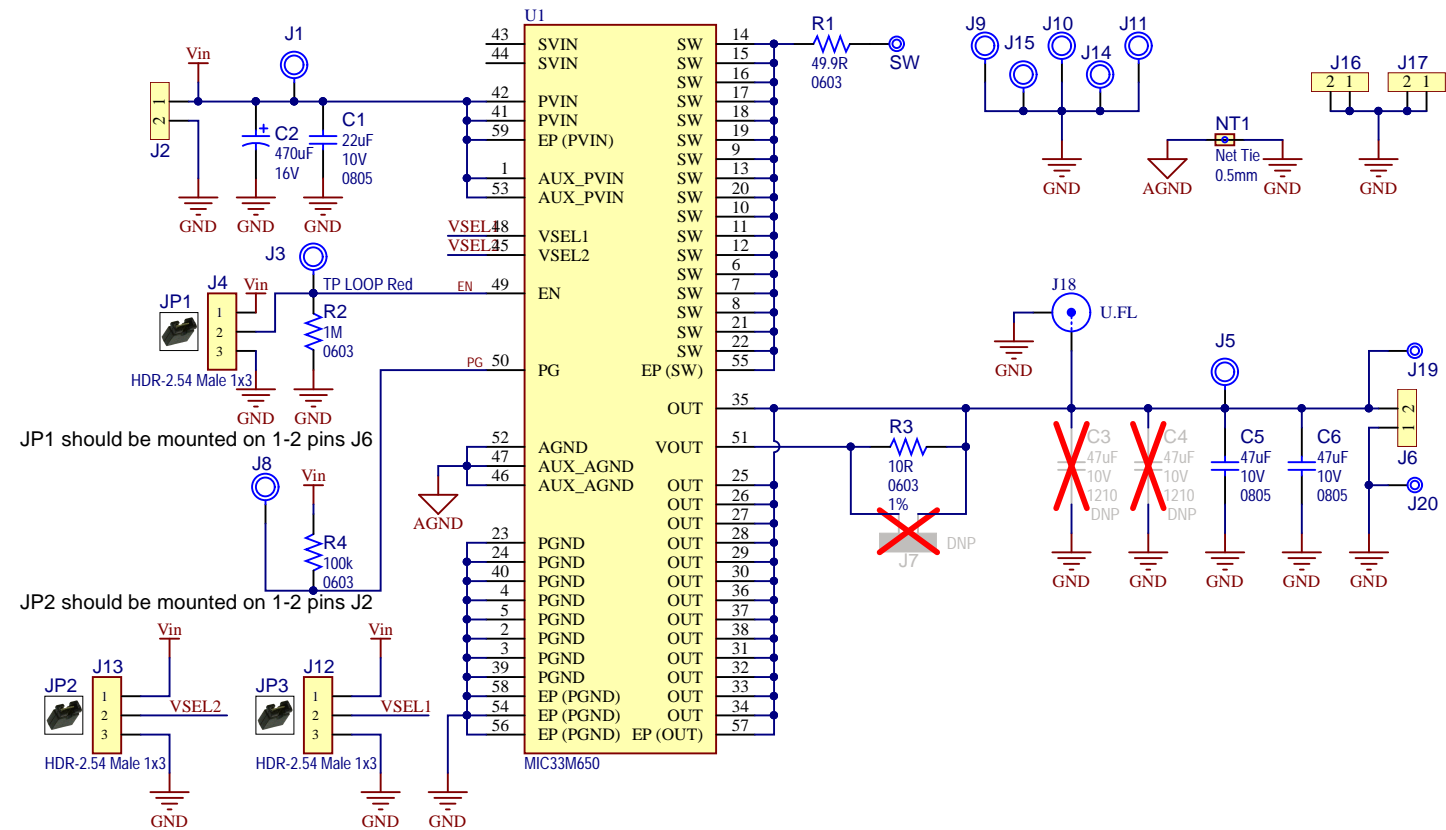 U1
J1
Vin
J2
1
2
C2
470uF
16V
C1
22uF
10V
0805
GND
GND
GND
43 SVIN
44 SVIN
42 PVIN
41 PVIN
59 EP (PVIN)
1 AUX_PVIN
53 AUX_PVIN
VSEL1 48 VSEL1
VSEL2 45 VSEL2
EN 49 EN
PG 50 PG
52 AGND
47 AUX_AGND
46 AUX_AGND
23 PGND
24 PGND
40 PGND
4 PGND
5 PGND
2 PGND
3 PGND
39 PGND
58 EP (PGND)
54 EP (PGND)
56 EP (PGND)
SW 14
SW 15
SW 16
SW 17
SW 18
SW 19
SW 9
SW 13
SW 20
SW 10
SW 11
SW 12
SW 6
SW 7
SW 8
SW 21
SW 22
EP (SW) 55
OUT 35
VOUT 51
OUT 25
OUT 26
OUT 27
OUT 28
OUT 29
OUT 30
OUT 36
OUT 37
OUT 38
OUT 31
OUT 32
OUT 33
OUT 34
EP (OUT) 57
MIC33M650
J3
TP LOOP Red
J4
Vin
JP1
1
2
3
HDR-2.54 Male 1x3
R2
1M
0603
GND
GND
JP1 should be mounted on 1-2 pins J6
J8
Vin
R4
100k
0603
AGND
JP2 should be mounted on 1-2 pins J2
Vin
J13
JP2
1
2
3
VSEL2
HDR-2.54 Male 1x3
GND
Vin
J12
JP3
1
2
3
VSEL1
HDR-2.54 Male 1x3
GND
GND
R1
49.9R
0603
SW
J9
J15
J10
J14
J11
GND
NT1
Net Tie
0.5mm
AGND
GND
J16
2 1
J17
2 1
GND
J18
U.FL
GND
R3
10R
0603
1%
DNP
J7
C3
47uF
10V
1210
DNP
GND
C4
47uF
10V
1210
DNP
GND
J5
C5
47uF
10V
0805
GND
C6
47uF
10V
0805
GND
J19
2
1
J6
J20
GND